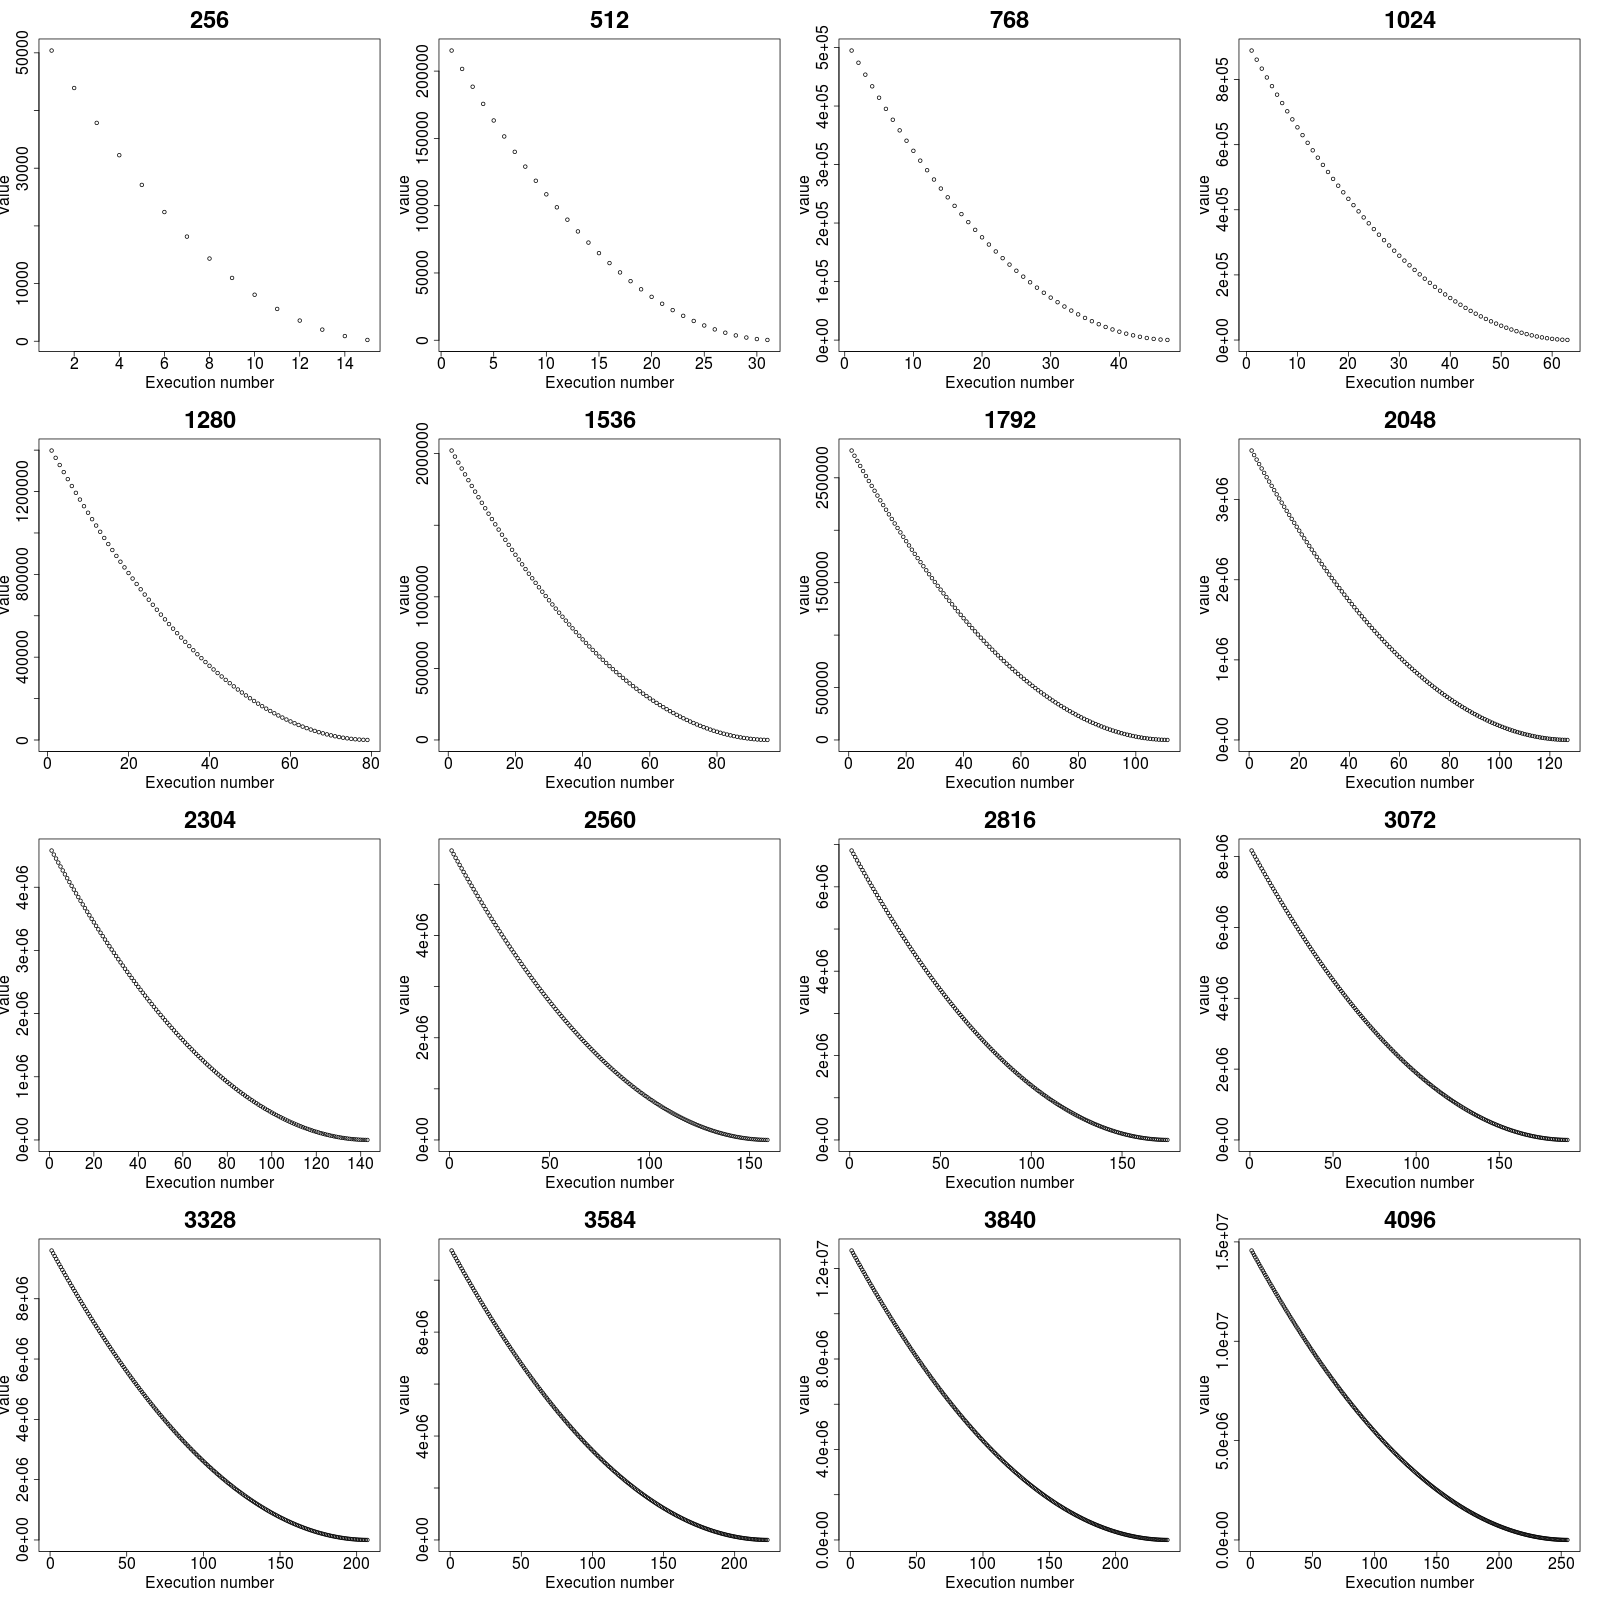 256
50000
30000
10000
0
value
2 4 6 8 10 12 14
Execution number
512
200000
150000
100000
50000
0
value
0 5 10 15 20 25 30
Execution number
768
5e+05
4e+05
3e+05
2e+05
1e+05
0e+00
value
0 10 20 30 40
Execution number
1024
8e+05
6e+05
4e+05
2e+05
0e+00
value
0 10 20 30 40 50 60
Execution number
1280
1200000
800000
400000
0
value
0 20 40 60 80
Execution number
1536
2000000
1000000
500000
0
value
0 20 40 60 80
Execution number
1792
2500000
1500000
500000
0
value
0 20 40 60 80 100
Execution number
2048
3e+06
2e+06
1e+06
0e+00
value
0 20 40 60 80 100 120
Execution number
2304
4e+06
3e+06
2e+06
1e+06
0e+00
value
0 20 40 60 80 100 120 140
Execution number
2560
4e+06
2e+06
0e+00
value
0 50 100 150
Execution number
2816
6e+06
4e+06
2e+06
0e+00
value
0 50 100 150
Execution number
3072
8e+06
6e+06
4e+06
2e+06
0e+00
value
0 50 100 150
Execution number
3328
8e+06
6e+06
4e+06
2e+06
0e+00
value
0 50 100 150 200
Execution number
3584
8e+06
4e+06
0e+00
value
0 50 100 150 200
Execution number
3840
1.2e+07
8.0e+06
4.0e+06
0.0e+00
value
0 50 100 150 200
Execution number
4096
1.5e+07
1.0e+07
5.0e+06
0.0e+00
value
0 50 100 150 200 250
Execution number